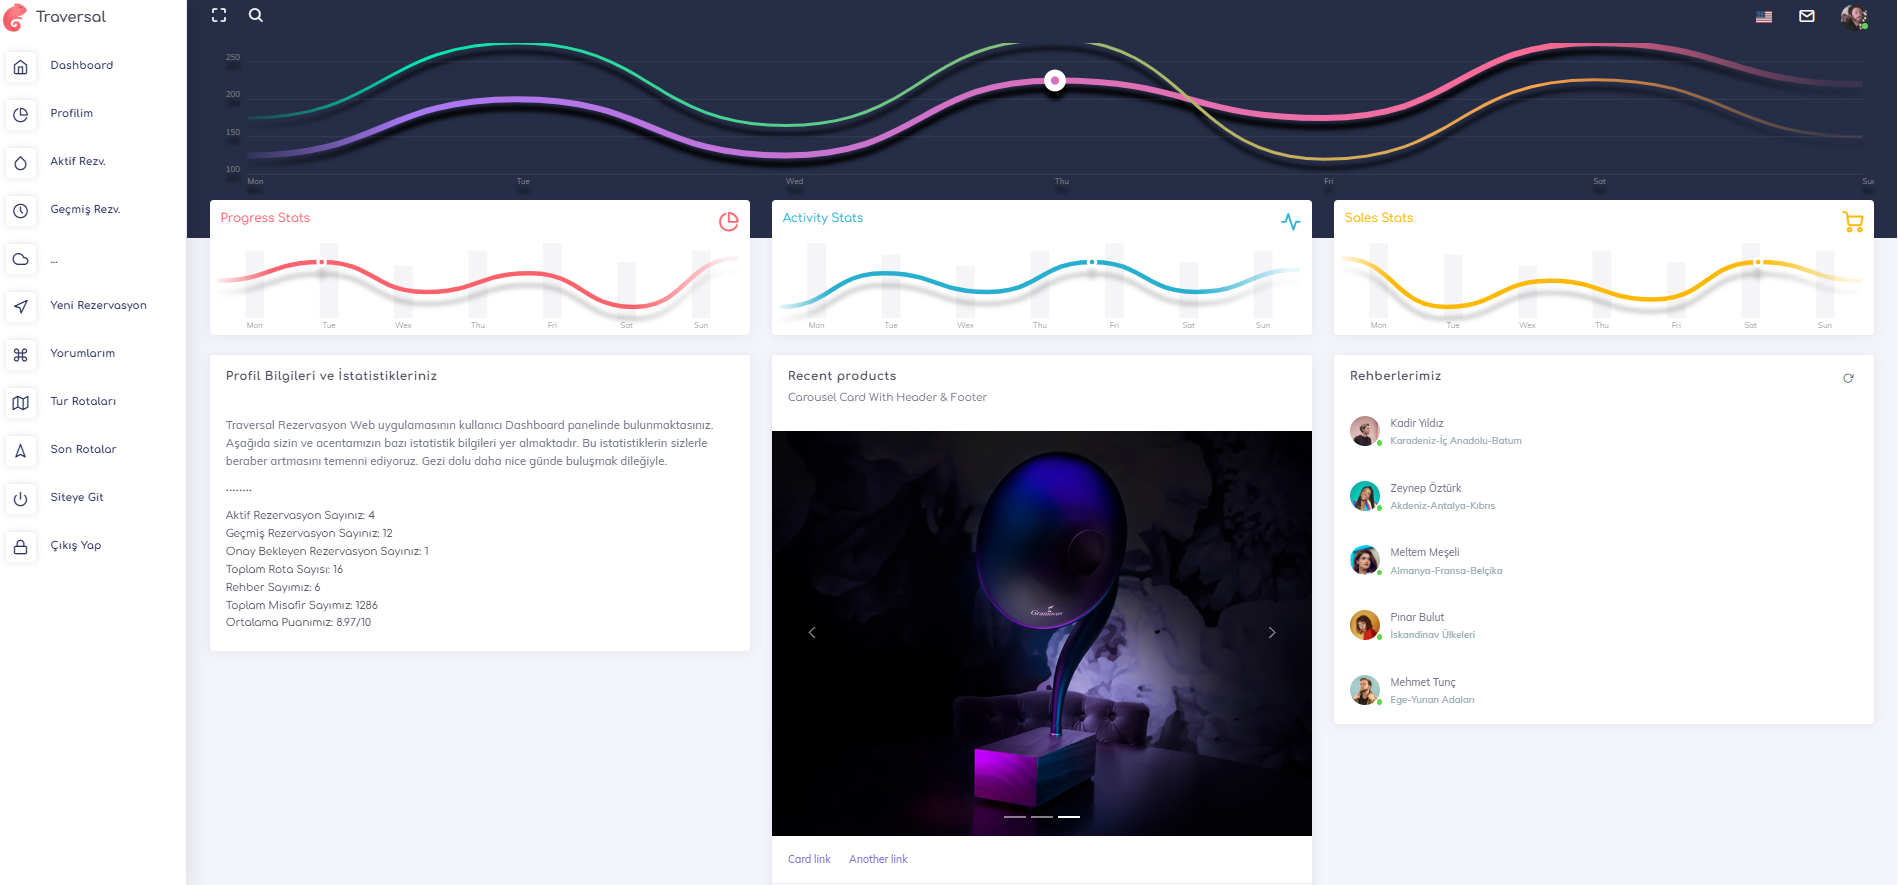 Traversal
Dashboard
Profilim
Aktif Rezv.
Geçmiş Rezv.
...
Yeni Rezervasyon
Yorumlarım
Tur Rotaları
Son Rotalar
Siteye Git
Çıkış Yap
250
200
150
100
Mon Tue Wed Thu Fri Sat Sun
Progress Stats
Mon Tue Wex Thu Fri Sat Sun
Activity Stats
Mon Tue Wex Thu Fri Sat Sun
Sales Stats
Mon Tue Wex Thu Fri Sat Sun
Profil Bilgileri ve İstatistikleriniz
Traversal Rezervasyon Web uygulamasının kullanıcı Dashboard panelinde bulunmaktasınız.
Aşağıda sizin ve acentamızın bazı istatistik bilgileri yer almaktadır. Bu istatistiklerin sizlerle
beraber artmasını temenni ediyoruz. Gezi dolu daha nice günde buluşmak dileğiyle.
........
Aktif Rezervasyon Sayınız: 4
Geçmiş Rezervasyon Sayınız: 12
Onay Bekleyen Rezervasyon Sayınız: 1
Toplam Rota Sayısı: 16
Rehber Sayımız: 6
Toplam Misafir Sayımız: 1286
Ortalama Puanımız: 8.97/10
Recent products
Carousel Card With Header & Footer
Gramovox
Card link Another link
Rehberlerimiz
Kadir Yıldız
Karadeniz-İç Anadolu-Batum
Zeynep Öztürk
Akdeniz-Antalya-Kıbrıs
Meltem Meşeli
Almanya-Fransa-Belçika
Pınar Bulut
İskandinav Ülkeleri
Mehmet Tunç
Ege-Yunan Adaları